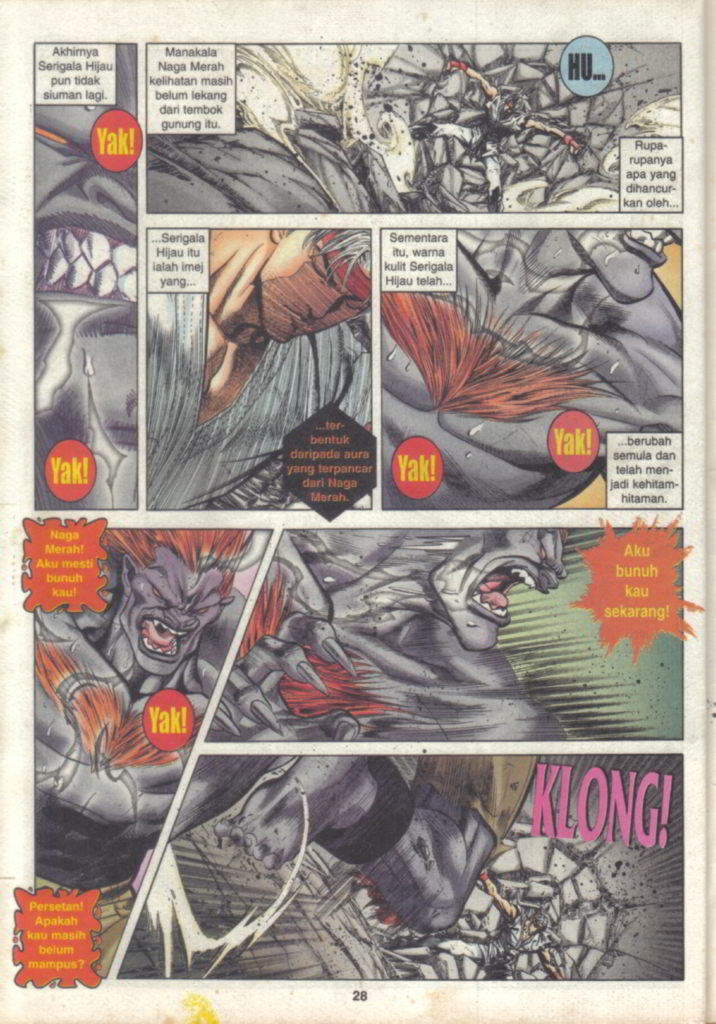 Akhirnya
Serigala Hijau
pun tidak
siuman lagi.
Yak!
Yak!
Manakala
Naga Merah
kelihatan masih
belum lekang
dari tembok
gunung itu.
HU...
Rupa-
rupanya
apa yang
dihancur-
kan oleh...
...Serigala
Hijau itu
ialah imej
yang...
...ter-
bentuk
daripada aura
yang terpancar
dari Naga
Merah.
Sementara
itu, warna
kulit Serigala
Hijau telah...
Yak!
Yak!
...berubah
semula dan
telah men-
jadi kehitam-
hitaman.
Naga
Merah!
Aku mesti
bunuh
kau!
Yak!
Aku
bunuh
kau
sekarang!
Persetan!
Apakah
kau masih
belum
mampus?
KLONG!
28